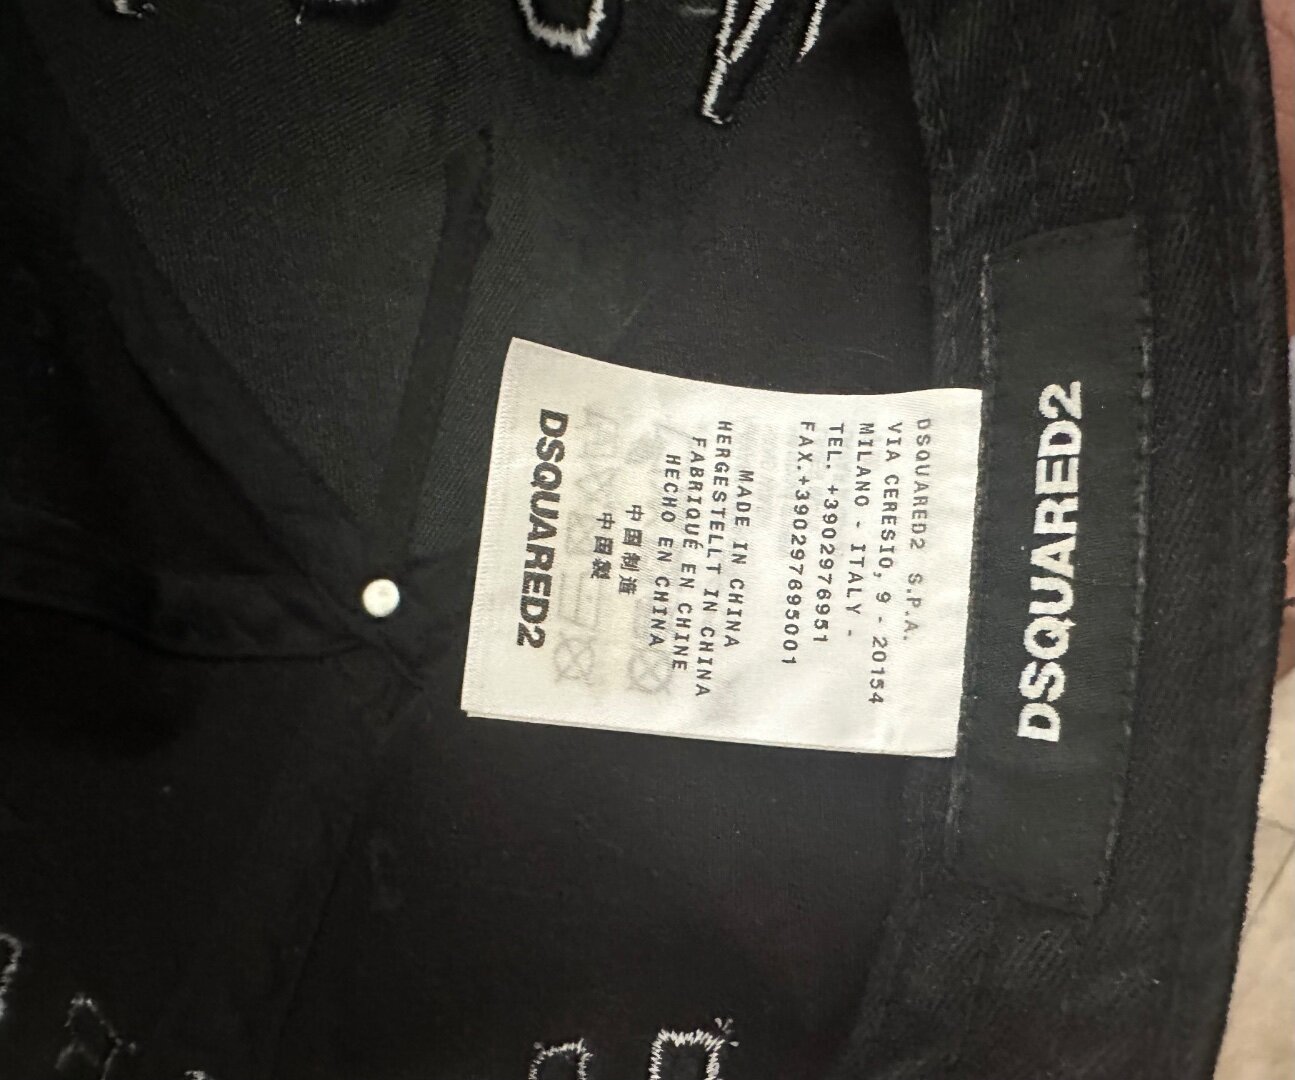 DSQUARED2
DSQUARED2 S.P.A.
VIA CERESIO, 9 - 20154
MILANO - ITALY -
TEL. +3902976951
FAX.+390297695001
MADE IN CHINA
HERGESTELLT IN CHINA
FABRIQUÉ EN CHINE
HECHO EN CHINA
中国制造
中国製
DSQUARED2